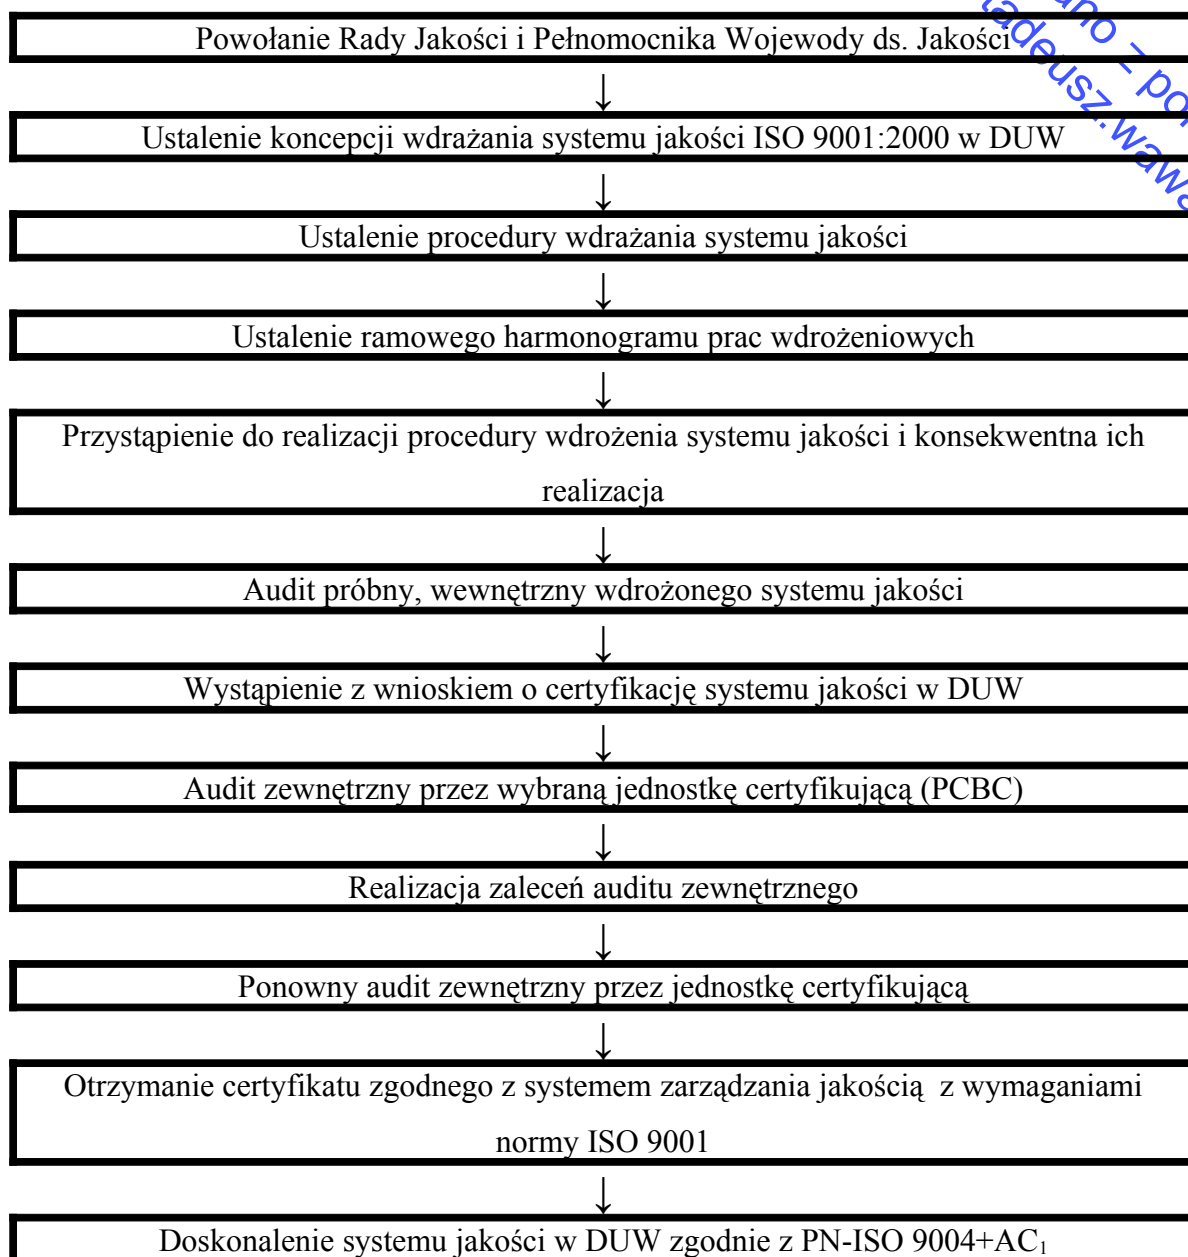 Powołanie Rady Jakości i Pełnomocnika Wojewody ds. Jakości
↓
Ustalenie koncepcji wdrażania systemu jakości ISO 9001:2000 w DUW
↓
Ustalenie procedury wdrażania systemu jakości
↓
Ustalenie ramowego harmonogramu prac wdrożeniowych
↓
Przystąpienie do realizacji procedury wdrożenia systemu jakości i konsekwentna ich
realizacja
↓
Audit próbny, wewnętrzny wdrożonego systemu jakości
↓
Wystąpienie z wnioskiem o certyfikację systemu jakości w DUW
↓
Audit zewnętrzny przez wybraną jednostkę certyfikującą (PCBC)
↓
Realizacja zaleceń auditu zewnętrznego
↓
Ponowny audit zewnętrzny przez jednostkę certyfikującą
↓
Otrzymanie certyfikatu zgodnego z systemem zarządzania jakością z wymaganiami
normy ISO 9001
↓
Doskonalenie systemu jakości w DUW zgodnie z PN-ISO 9004+AC₁